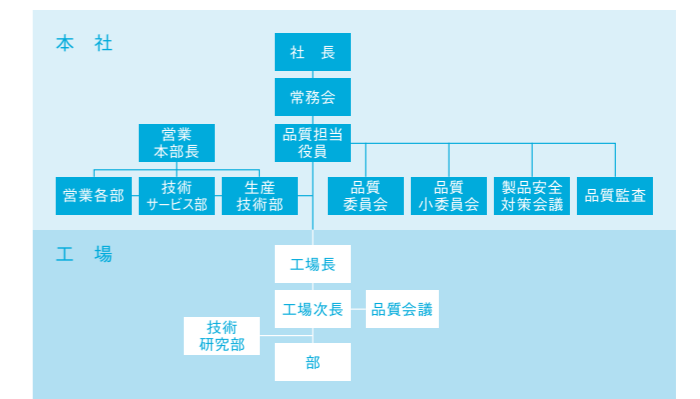 本　社
社　長
常務会
営業
本部長
品質担当
役員
営業各部
技術
サービス部
生産
技術部
品質
委員会
品質
小委員会
製品安全
対策会議
品質監査
工　場
工場長
工場次長
品質会議
技術
研究部
部